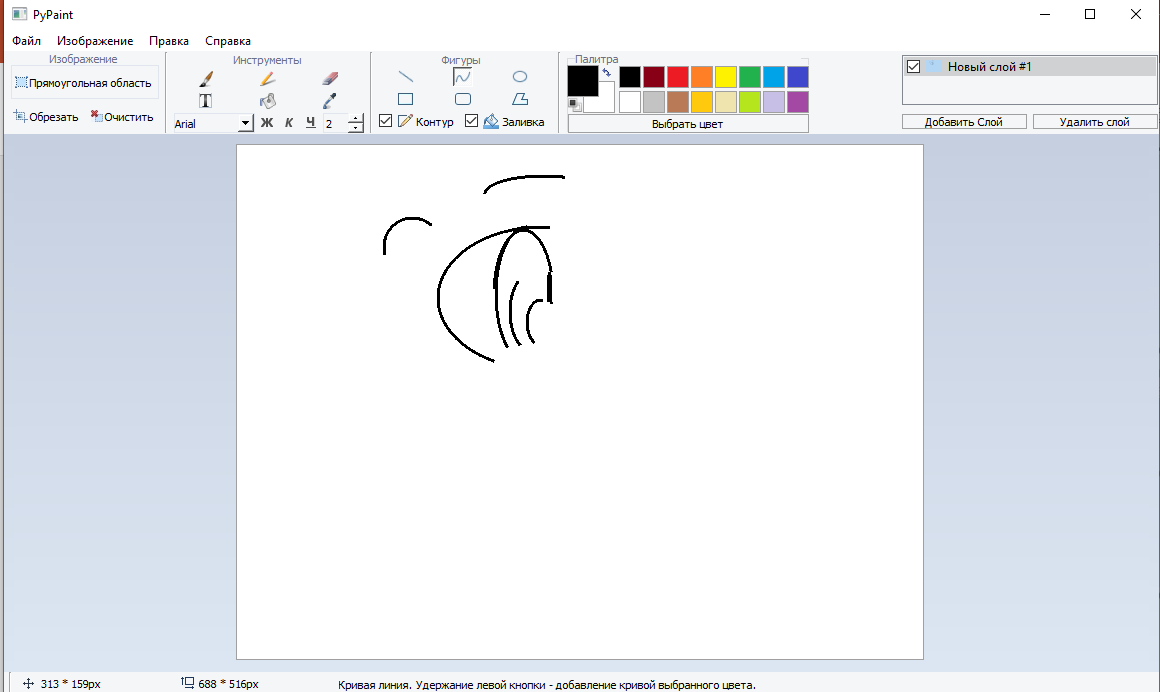 PyPaint
Файл Изображение Правка Справка
Изображение
Прямоугольная область
Обрезать Очистить
Инструменты
T
Arial Ж К Ч 2
Фигуры
Контур Заливка
Палитра
Выбрать цвет
Новый слой #1
Добавить Слой Удалить слой
313 * 159px 688 * 516px Кривая линия. Удержание левой кнопки - добавление кривой выбранного цвета.